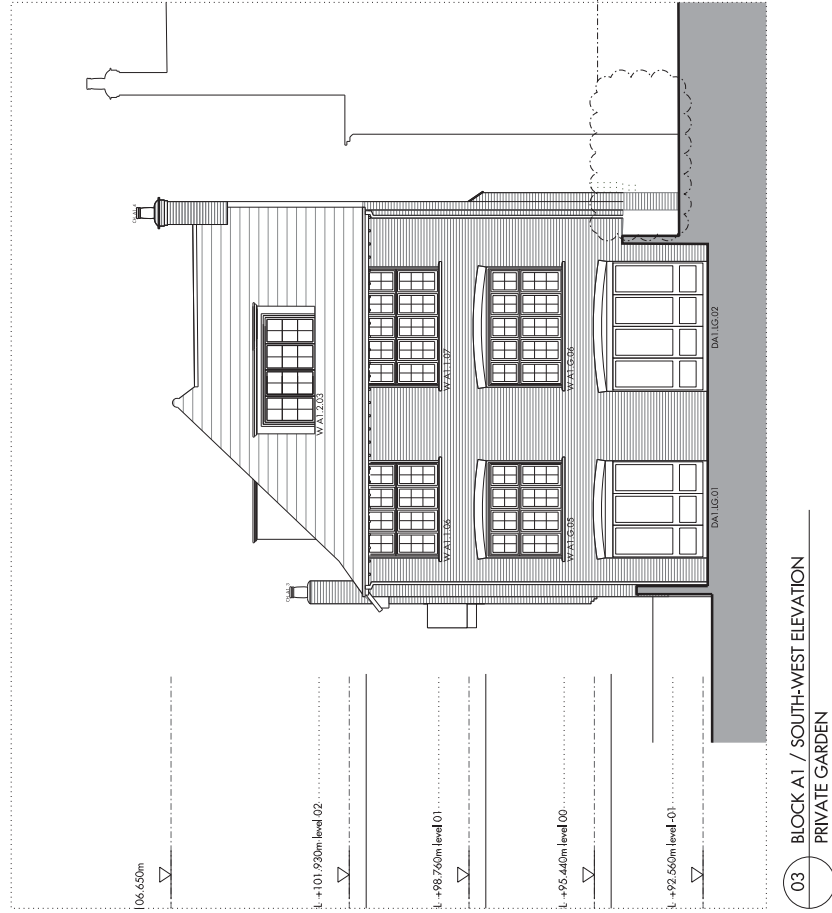 106.650m
L +101.930m level 02
L +98.760m level 01
L +95.440m level 00
L +92.560m level -01
W A1.2.03
W A1.1.06
W A1.1.07
W A1.G.05
W A1.G.06
DA1.LG.01
DA1.LG.02
03
BLOCK A1 / SOUTH-WEST ELEVATION
PRIVATE GARDEN